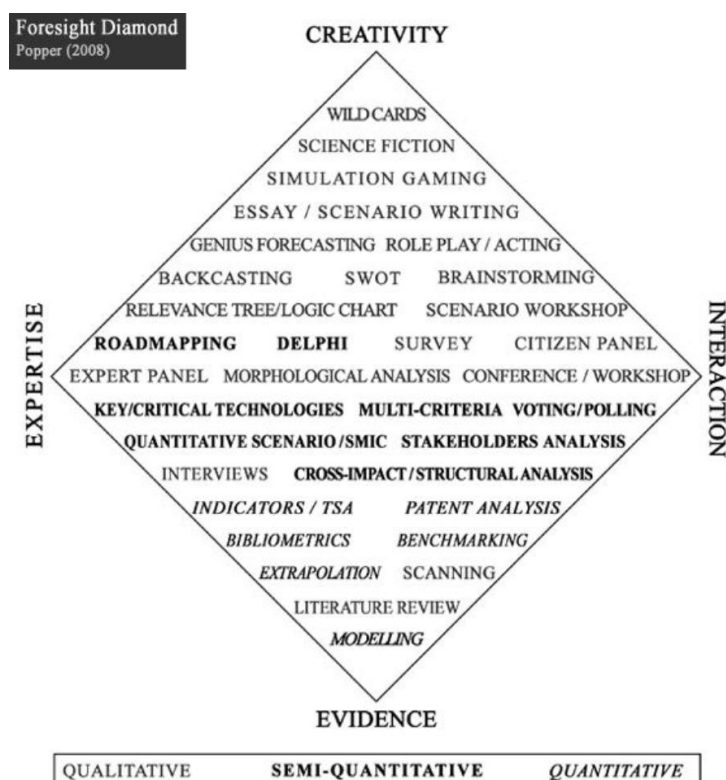 Foresight Diamond
Popper (2008)
CREATIVITY
WILD CARDS
SCIENCE FICTION
SIMULATION GAMING
ESSAY / SCENARIO WRITING
GENIUS FORECASTING ROLE PLAY / ACTING
BACKCASTING SWOT BRAINSTORMING
RELEVANCE TREE/LOGIC CHART SCENARIO WORKSHOP
ROADMAPPING DELPHI SURVEY CITIZEN PANEL
EXPERT PANEL MORPHOLOGICAL ANALYSIS CONFERENCE / WORKSHOP
KEY/CRITICAL TECHNOLOGIES MULTI-CRITERIA VOTING/POLLING
QUANTITATIVE SCENARIO/SMIC STAKEHOLDERS ANALYSIS
INTERVIEWS CROSS-IMPACT / STRUCTURAL ANALYSIS
INDICATORS / TSA PATENT ANALYSIS
BIBLIOMETRICS BENCHMARKING
EXTRAPOLATION SCANNING
LITERATURE REVIEW
MODELLING
EXPERTISE
INTERACTION
EVIDENCE
QUALITATIVE SEMI-QUANTITATIVE QUANTITATIVE